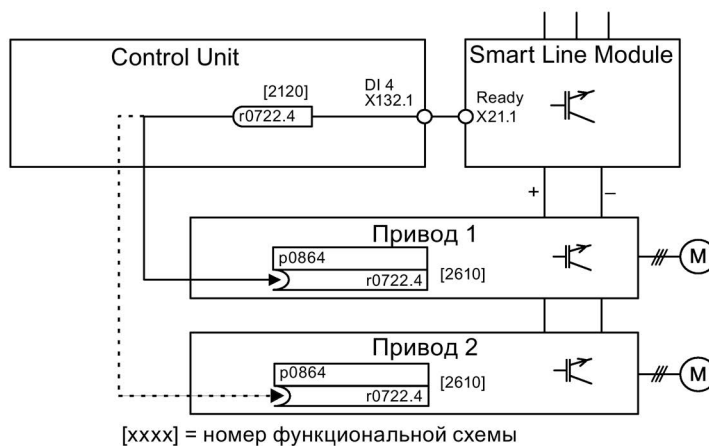 Control Unit
Smart Line Module
[2120]
DI 4
X132.1
Ready
X21.1
r0722.4
+
–
Привод 1
p0864
r0722.4
[2610]
M
Привод 2
p0864
r0722.4
[2610]
M
[xxxx] = номер функциональной схемы